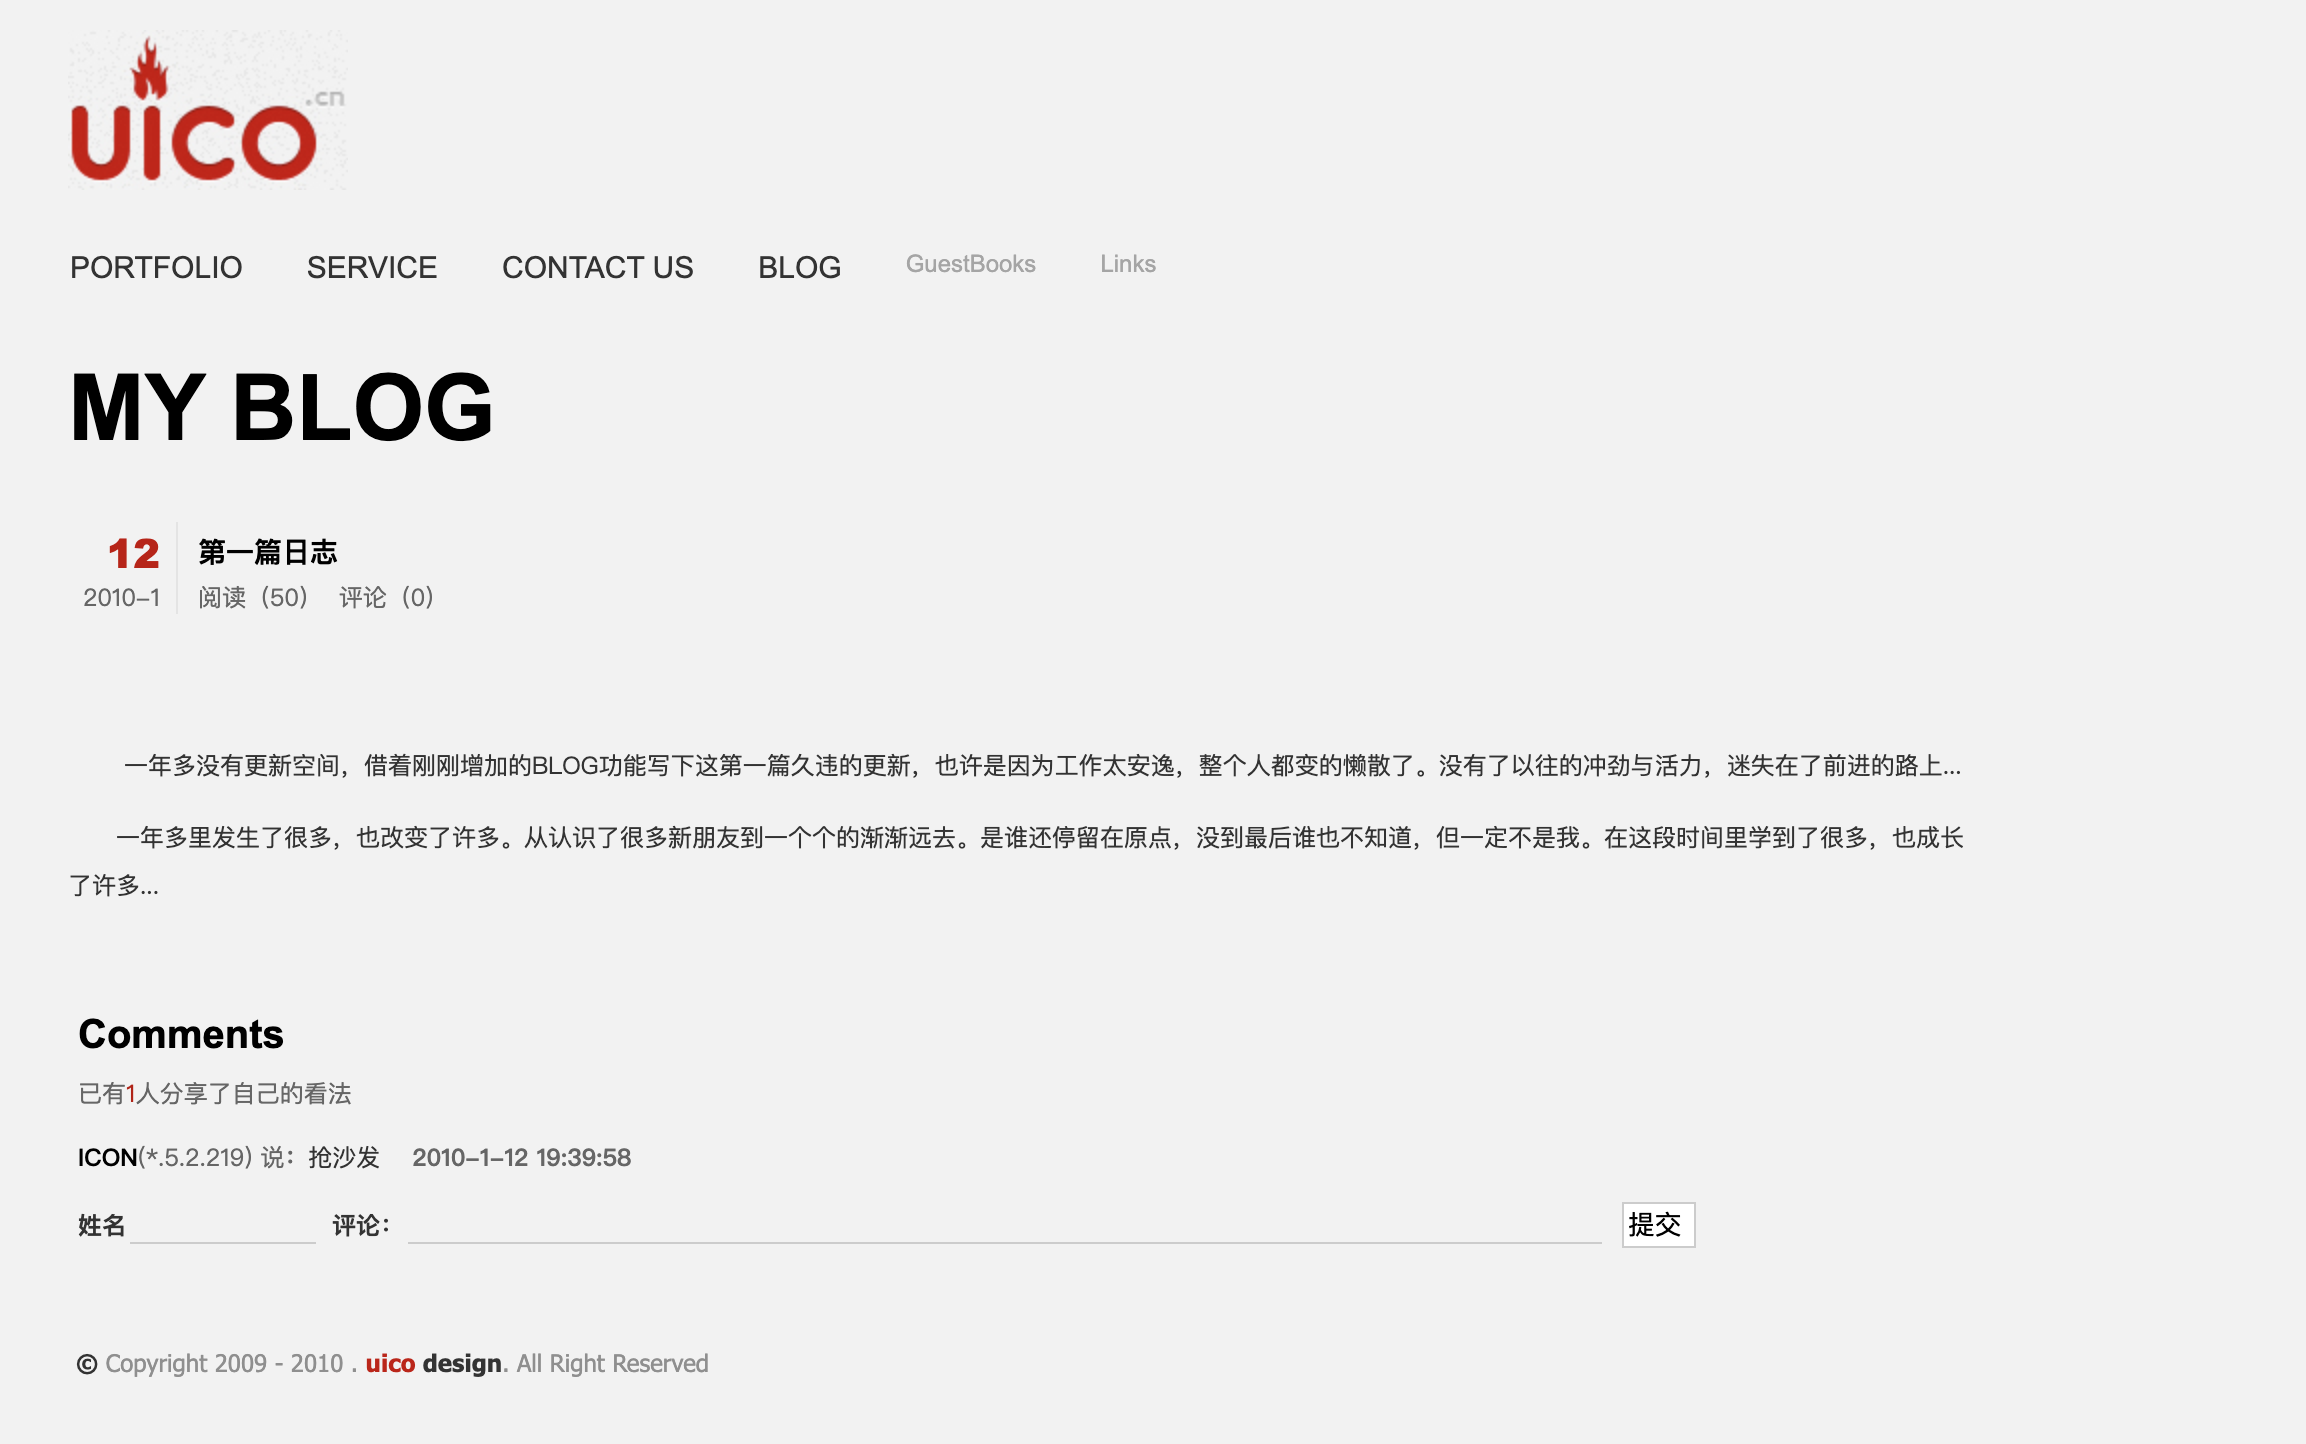 uico.cn
PORTFOLIO SERVICE CONTACT US BLOG GuestBooks Links
MY BLOG
12 第一篇日志
2010-1 阅读（50） 评论（0）
一年多没有更新空间，借着刚刚增加的BLOG功能写下这第一篇久违的更新，也许是因为工作太安逸，整个人都变的懒散了。没有了以往的冲劲与活力，迷失在了前进的路上...
一年多里发生了很多，也改变了许多。从认识了很多新朋友到一个个的渐渐远去。是谁还停留在原点，没到最后谁也不知道，但一定不是我。在这段时间里学到了很多，也成长
了许多...
Comments
已有1人分享了自己的看法
ICON(*.5.2.219) 说：抢沙发 2010-1-12 19:39:58
姓名 评论： 提交
© Copyright 2009 - 2010 . uico design. All Right Reserved